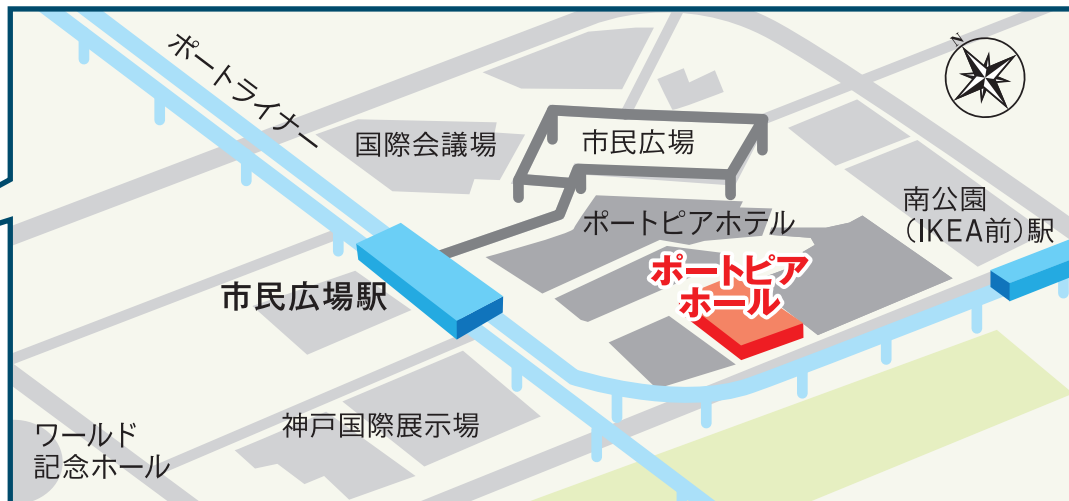 N
ポートライナー
国際会議場
市民広場
南公園
（IKEA前）駅
ポートピアホテル
ポートピア
ホール
市民広場駅
神戸国際展示場
ワールド
記念ホール